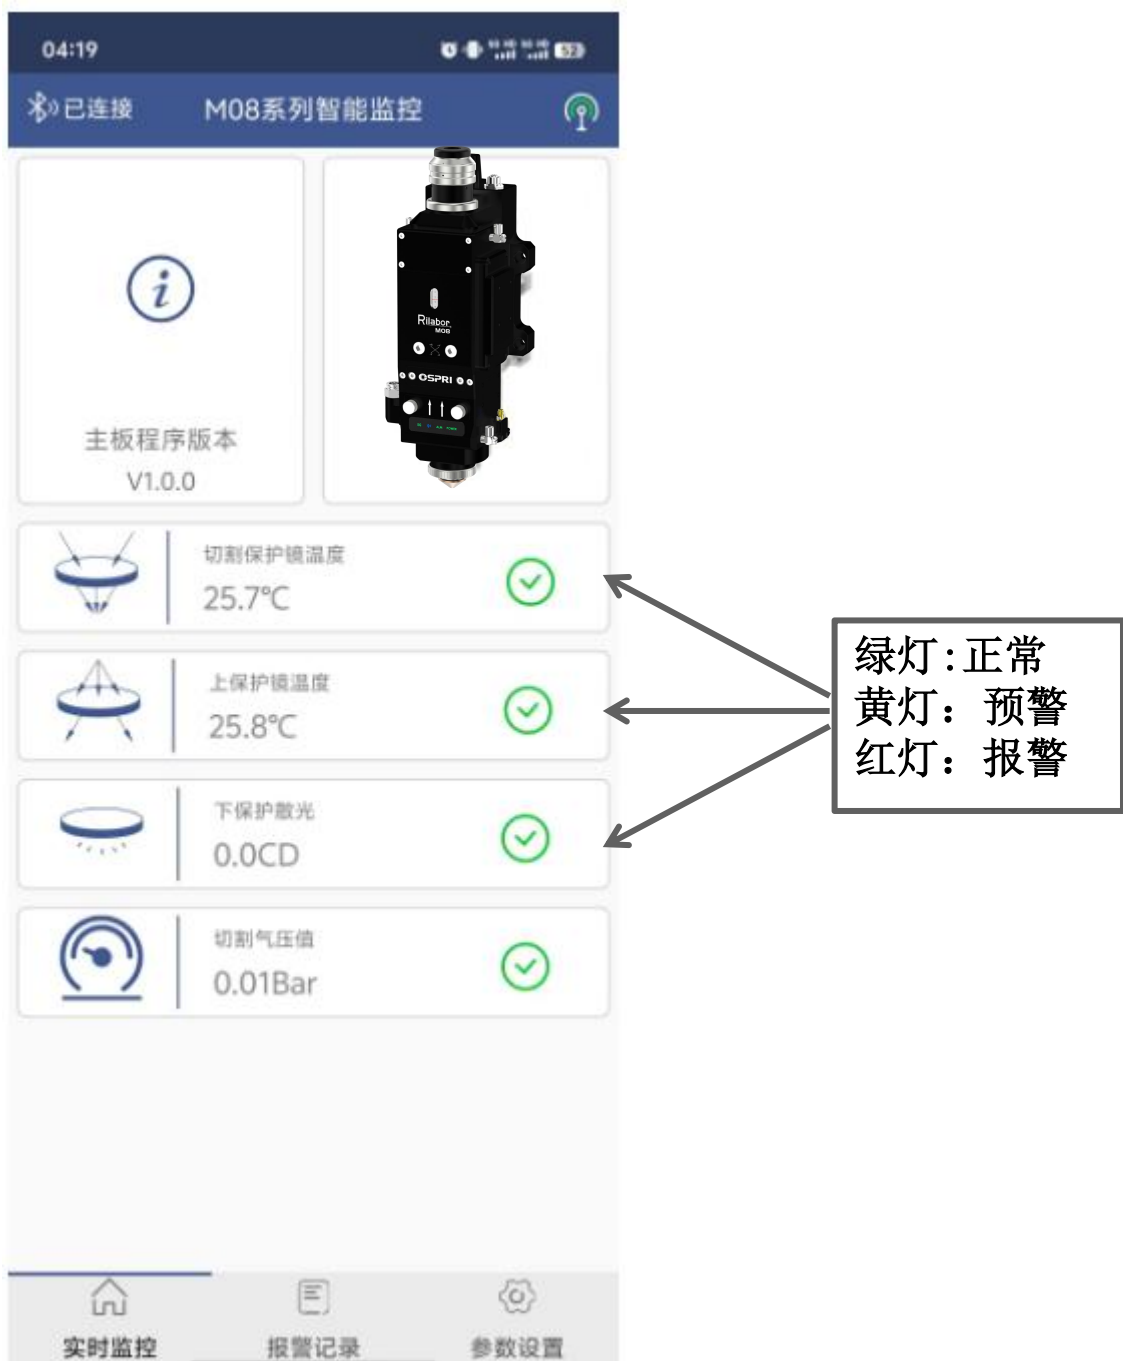 04:19
52
已连接
M08系列智能监控
主板程序版本
V1.0.0
Rilabor
M08
OSPRI
切割保护镜温度
25.7℃
上保护镜温度
25.8℃
下保护散光
0.0CD
切割气压值
0.01Bar
绿灯:正常
黄灯：预警
红灯：报警
实时监控
报警记录
参数设置